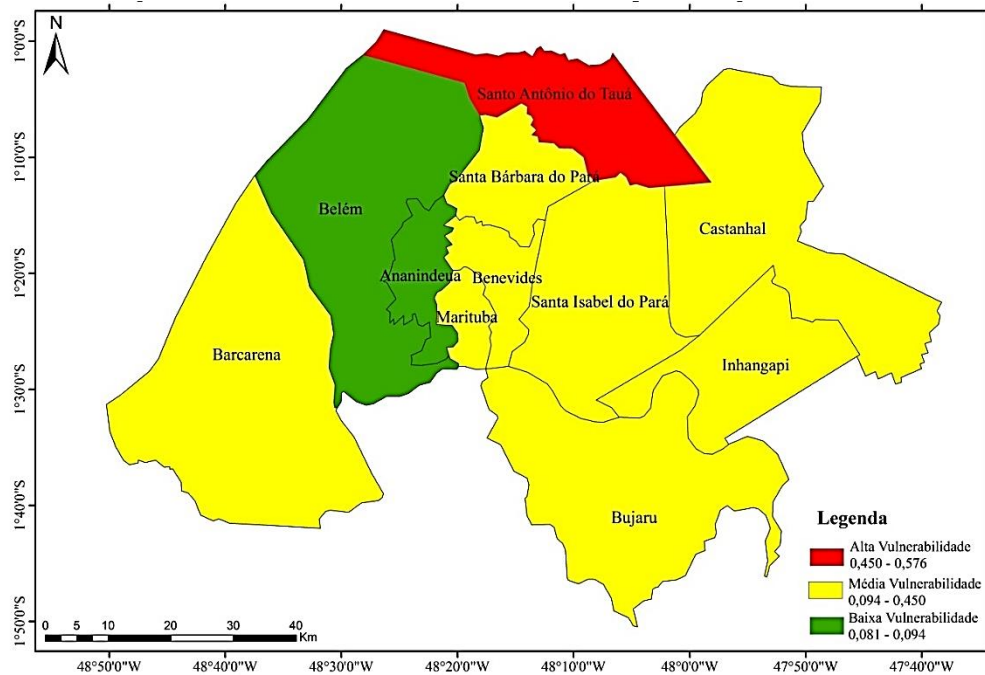 N
1°0'0"S
1°10'0"S
1°20'0"S
1°30'0"S
1°40'0"S
1°50'0"S
Santo Antônio do Tauá
Santa Bárbara do Pará
Belém
Castanhal
Ananindeua
Benevides
Santa Isabel do Pará
Marituba
Barcarena
Inhangapi
Bujaru
Legenda
Alta Vulnerabilidade
0,450 - 0,576
Média Vulnerabilidade
0,094 - 0,450
Baixa Vulnerabilidade
0,081 - 0,094
0 5 10 20 30 40
Km
48°50'0"W 48°40'0"W 48°30'0"W 48°20'0"W 48°10'0"W 48°0'0"W 47°50'0"W 47°40'0"W